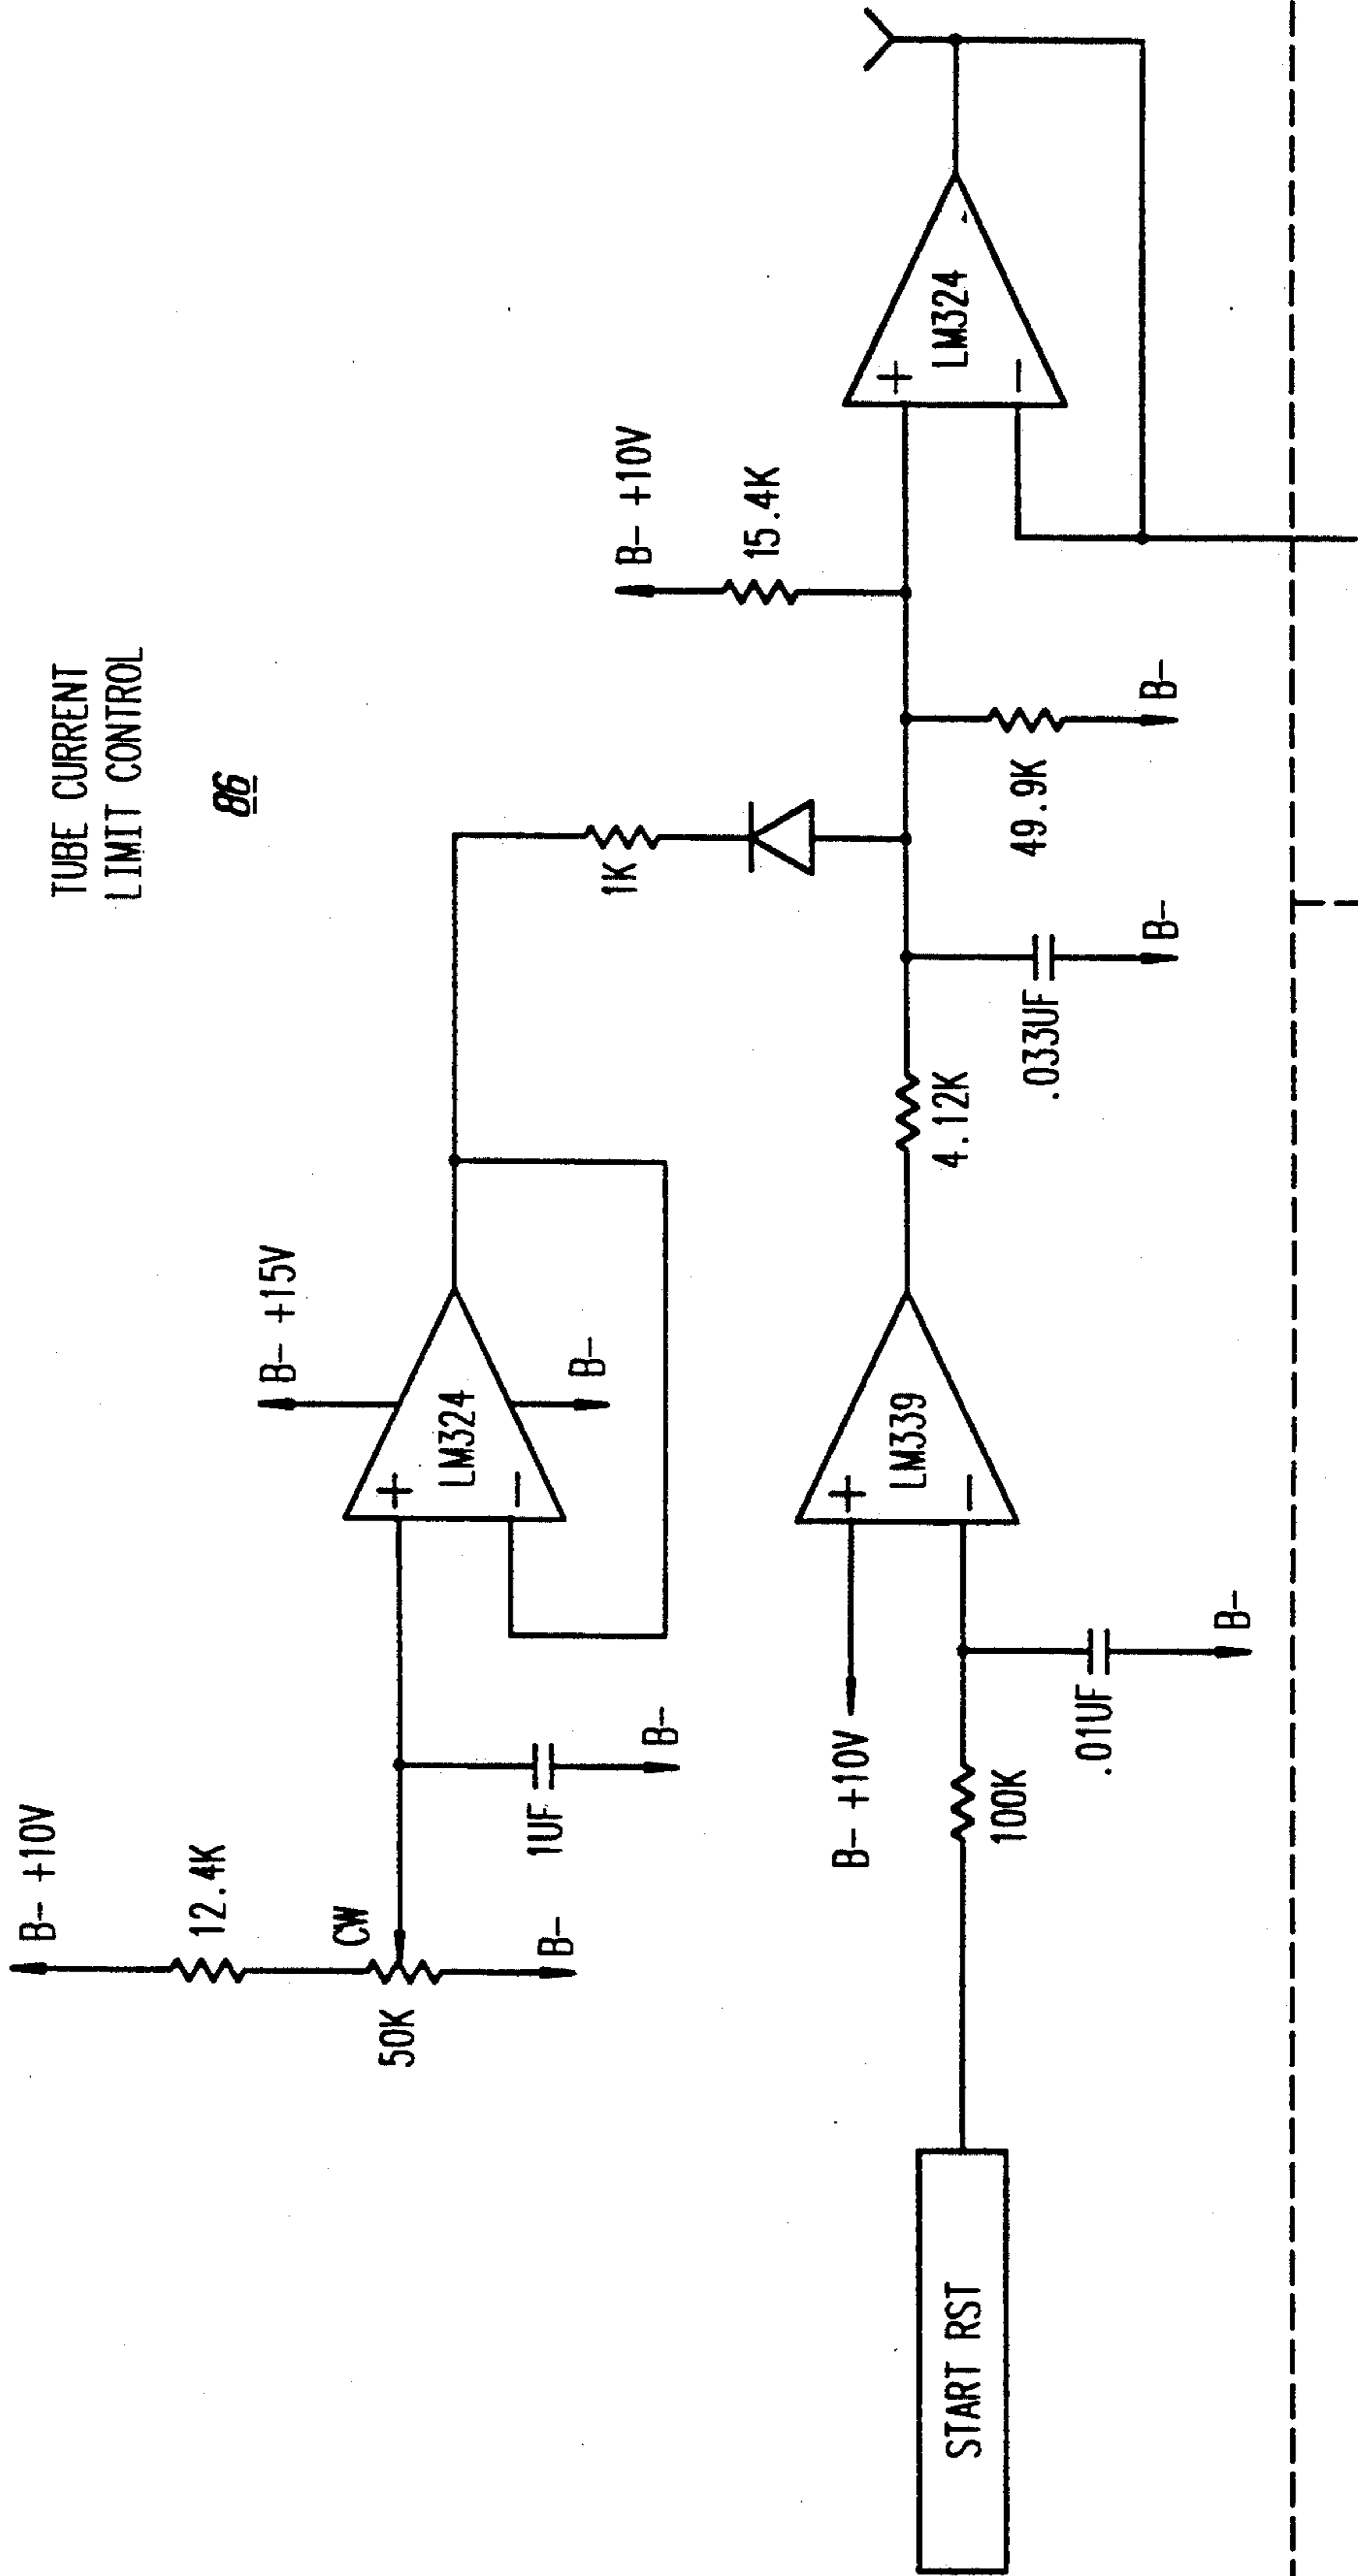 TUBE CURRENT
LIMIT CONTROL
86
B- +10V
12.4K
CW
50K
B-
1UF
B-
B- +15V
+
-
LM324
B-
1K
B- +10V
15.4K
START RST
100K
.01UF
B-
B- +10V
+
-
LM339
4.12K
.033UF
B-
49.9K
B-
+
-
LM324